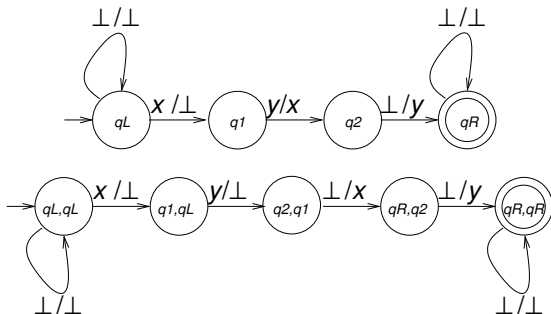 ⊥/⊥ ⊥/⊥
x /⊥ y/x ⊥/y
qL q1 q2 qR
x /⊥ y/⊥ ⊥/x ⊥/y
qL,qL q1,qL q2,q1 qR,q2 qR,qR
⊥/⊥ ⊥/⊥